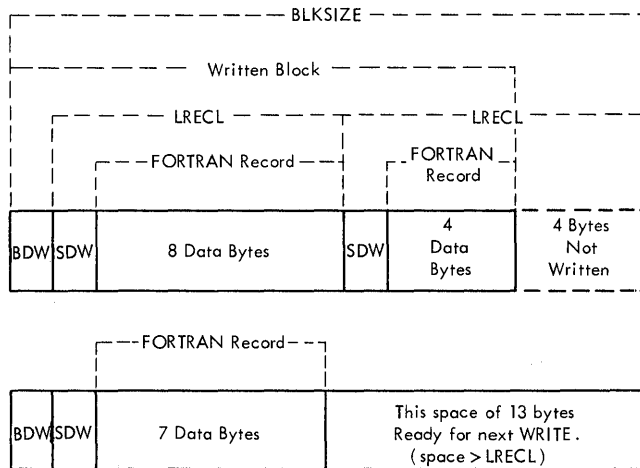 BLKSIZE
Written Block
LRECL
LRECL
FORTRAN Record
FORTRAN
Record
BDW
SDW
8 Data Bytes
SDW
4
Data
Bytes
4 Bytes
Not
Written
FORTRAN Record
BDW
SDW
7 Data Bytes
This space of 13 bytes
Ready for next WRITE.
(space > LRECL)